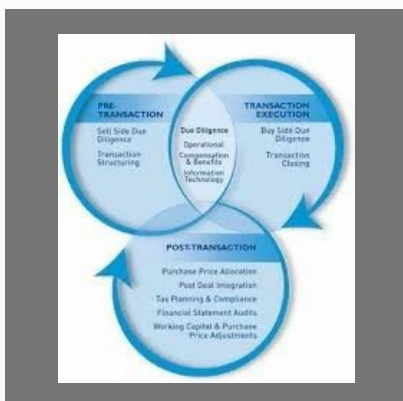 PRE-
TRANSACTION
Sell Side Due
Diligence
Transaction
Structuring
Due Diligence
Operational
Compensation
& Benefits
Information
Technology
TRANSACTION
EXECUTION
Buy Side Due
Diligence
Transaction
Closing
POST-TRANSACTION
Purchase Price Allocation
Post Deal Integration
Tax Planning & Compliance
Financial Statement Audits
Working Capital & Purchase
Price Adjustments